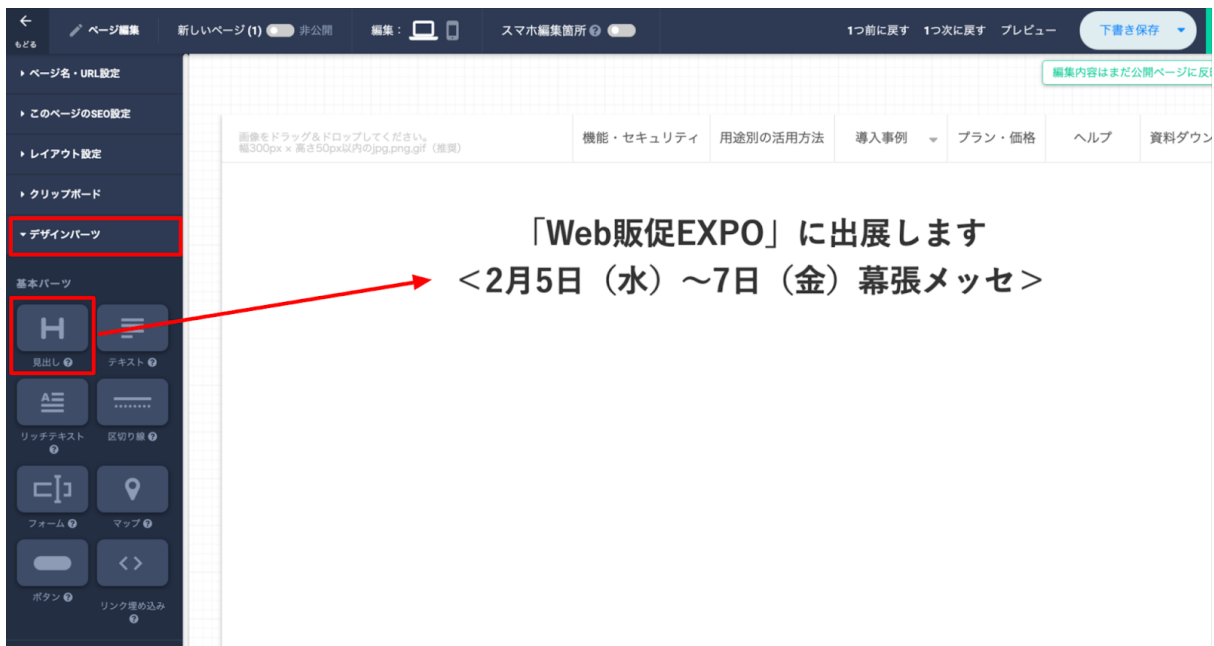 もどる
ページ編集
新しいページ (1)
非公開
編集：
スマホ編集箇所
1つ前に戻す
1つ次に戻す
プレビュー
下書き保存
編集内容はまだ公開ページに反
ページ名・URL設定
このページのSEO設定
レイアウト設定
クリップボード
デザインパーツ
基本パーツ
見出し
テキスト
リッチテキスト
区切り線
フォーム
マップ
ボタン
リンク埋め込み
画像をドラッグ&ドロップしてください。
幅300px × 高さ50px以内のjpg,png,gif（推奨）
機能・セキュリティ
用途別の活用方法
導入事例
プラン・価格
ヘルプ
資料ダウン
「Web販促EXPO」に出展します
＜2月5日（水）〜7日（金）幕張メッセ＞